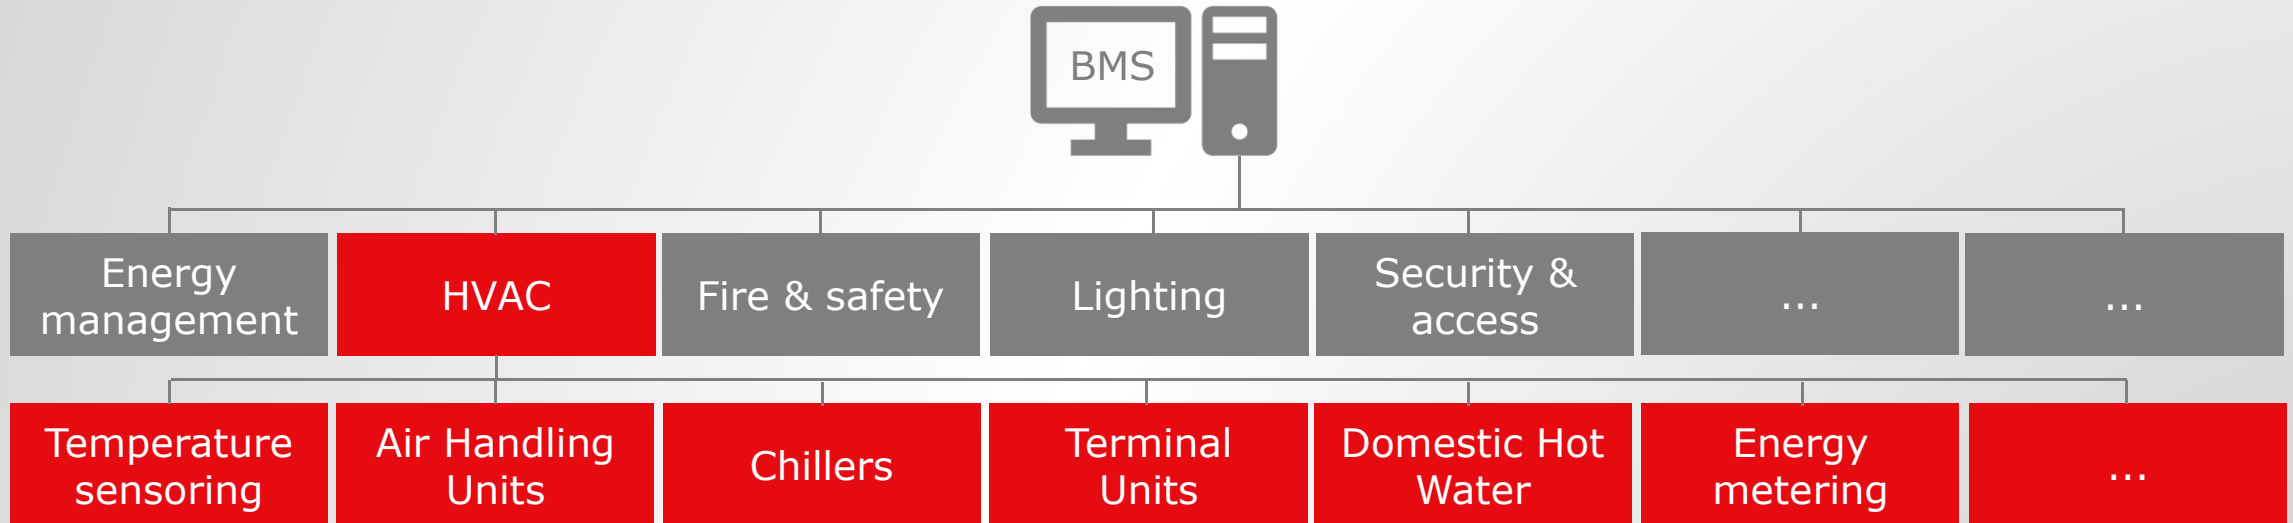 BMS
Energy
management
HVAC
Fire & safety
Lighting
Security &
access
...
...
Temperature
sensoring
Air Handling
Units
Chillers
Terminal
Units
Domestic Hot
Water
Energy
metering
...